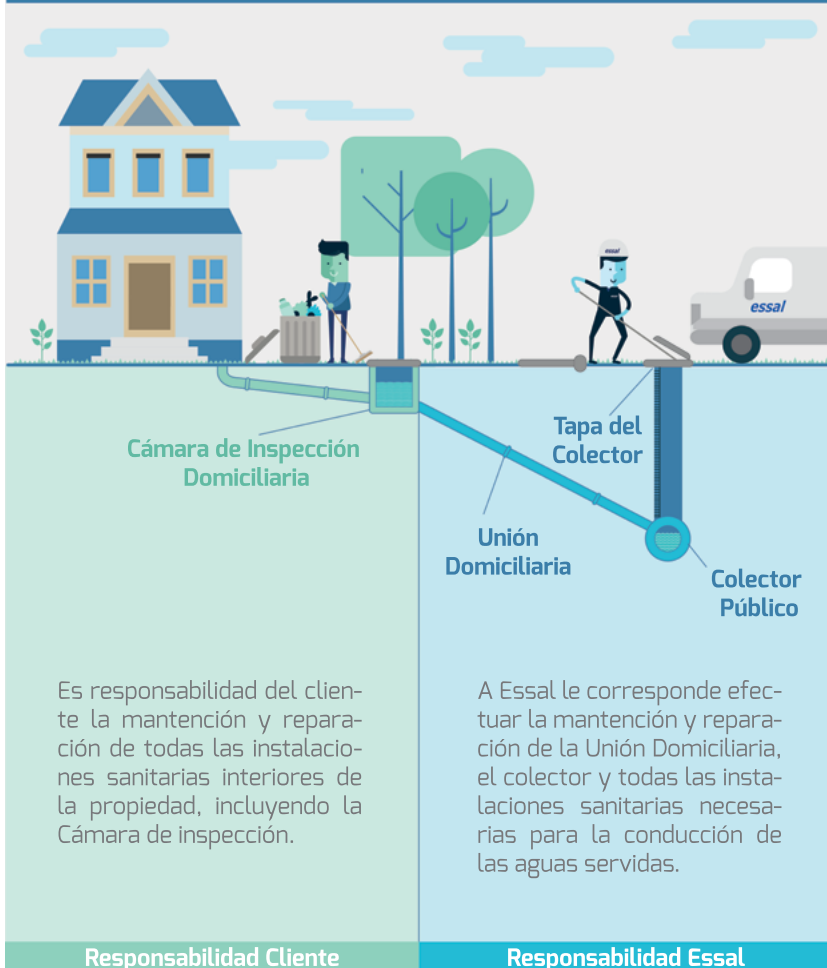 essal
essal
Cámara de Inspección
Domiciliaria
Tapa del
Colector
Unión
Domiciliaria
Colector
Público
Es responsabilidad del clien-
te la mantención y repara-
ción de todas las instalacio-
nes sanitarias interiores de
la propiedad, incluyendo la
Cámara de inspección.
A Essal le corresponde efec-
tuar la mantención y repara-
ción de la Unión Domiciliaria,
el colector y todas las insta-
laciones sanitarias necesa-
rias para la conducción de
las aguas servidas.
Responsabilidad Cliente
Responsabilidad Essal